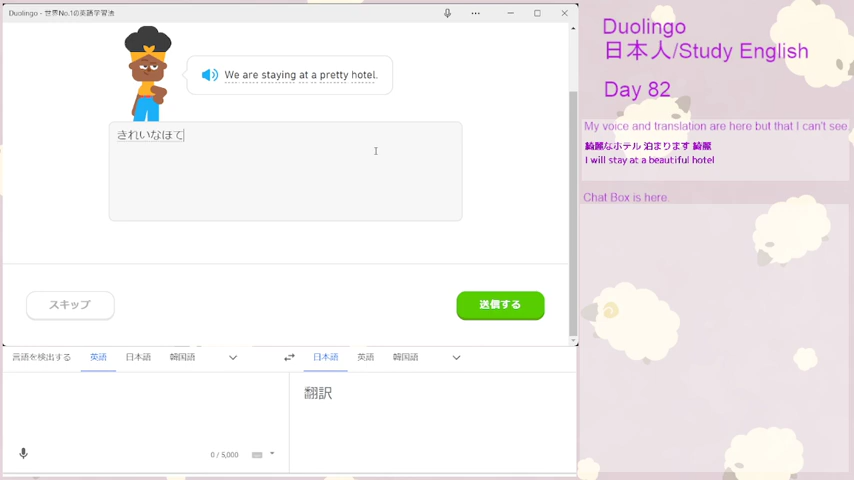 Duolingo - 世界No.1の英語学習法
We are staying at a pretty hotel.
きれいなほて
スキップ
送信する
言語を検出する 英語 日本語 韓国語
日本語 英語 韓国語
翻訳
0 / 5,000
Duolingo
日本人/Study English
Day 82
My voice and translation are here but that I can't see.
綺麗なホテル 泊まります 綺麗
I will stay at a beautiful hotel
Chat Box is here.